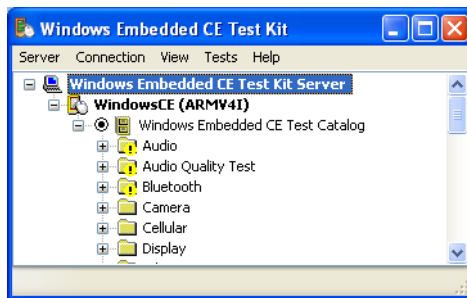 Windows Embedded CE Test Kit
Server Connection View Tests Help
Windows Embedded CE Test Kit Server
WindowsCE (ARMV4I)
Windows Embedded CE Test Catalog
Audio
Audio Quality Test
Bluetooth
Camera
Cellular
Display